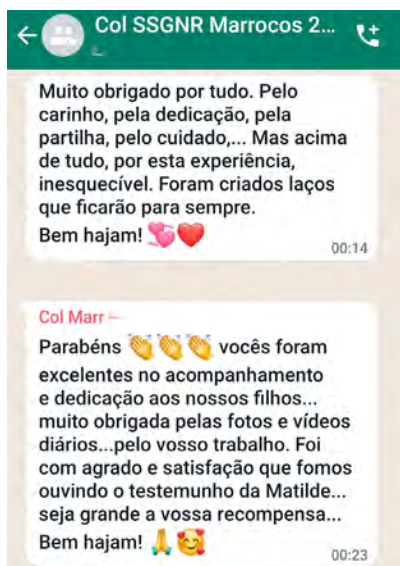 Col SSGNR Marrocos 2...
Muito obrigado por tudo. Pelo
carinho, pela dedicação, pela
partilha, pelo cuidado,... Mas acima
de tudo, por esta experiência,
inesquecível. Foram criados laços
que ficarão para sempre.
Bem hajam! 💞❤️
00:14
Col Marr
Parabéns 👏👏👏 vocês foram
excelentes no acompanhamento
e dedicação aos nossos filhos...
muito obrigada pelas fotos e vídeos
diários...pelo vosso trabalho. Foi
com agrado e satisfação que fomos
ouvindo o testemunho da Matilde...
seja grande a vossa recompensa...
Bem hajam! 🙏🥰
00:23